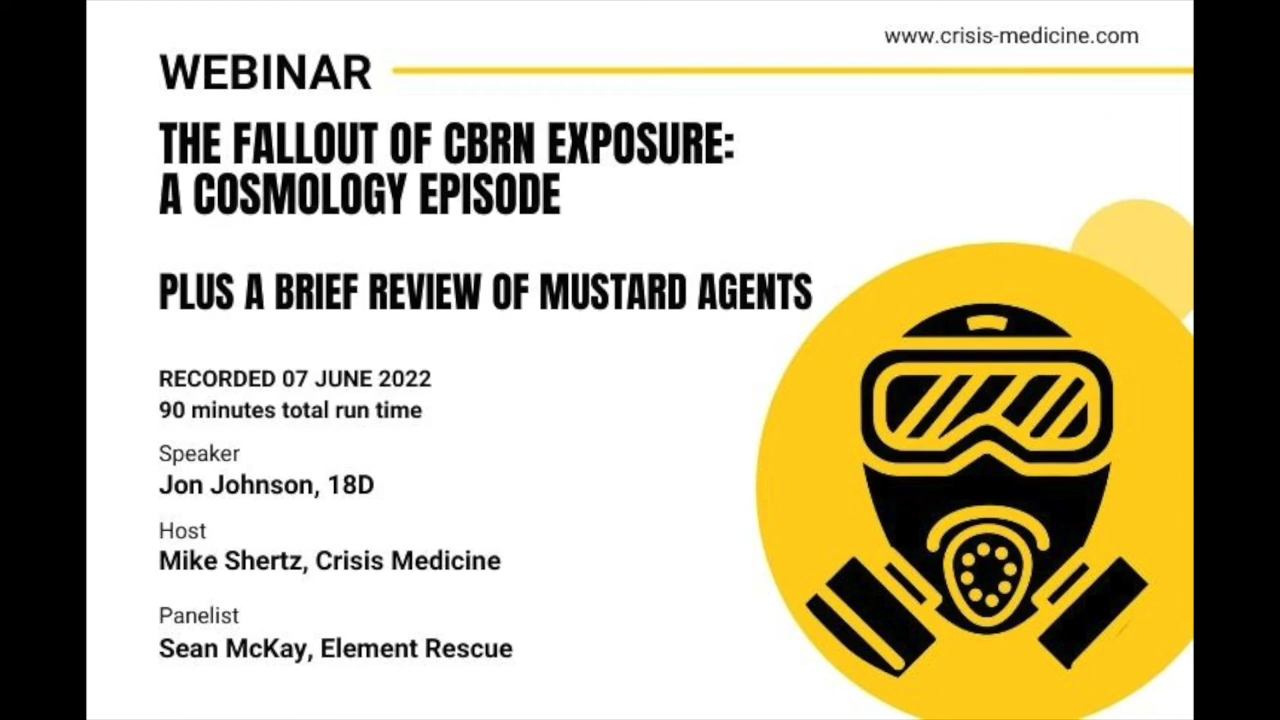 www.crisis-medicine.com
WEBINAR
THE FALLOUT OF CBRN EXPOSURE:
A COSMOLOGY EPISODE
PLUS A BRIEF REVIEW OF MUSTARD AGENTS
RECORDED 07 JUNE 2022
90 minutes total run time
Speaker
Jon Johnson, 18D
Host
Mike Shertz, Crisis Medicine
Panelist
Sean McKay, Element Rescue